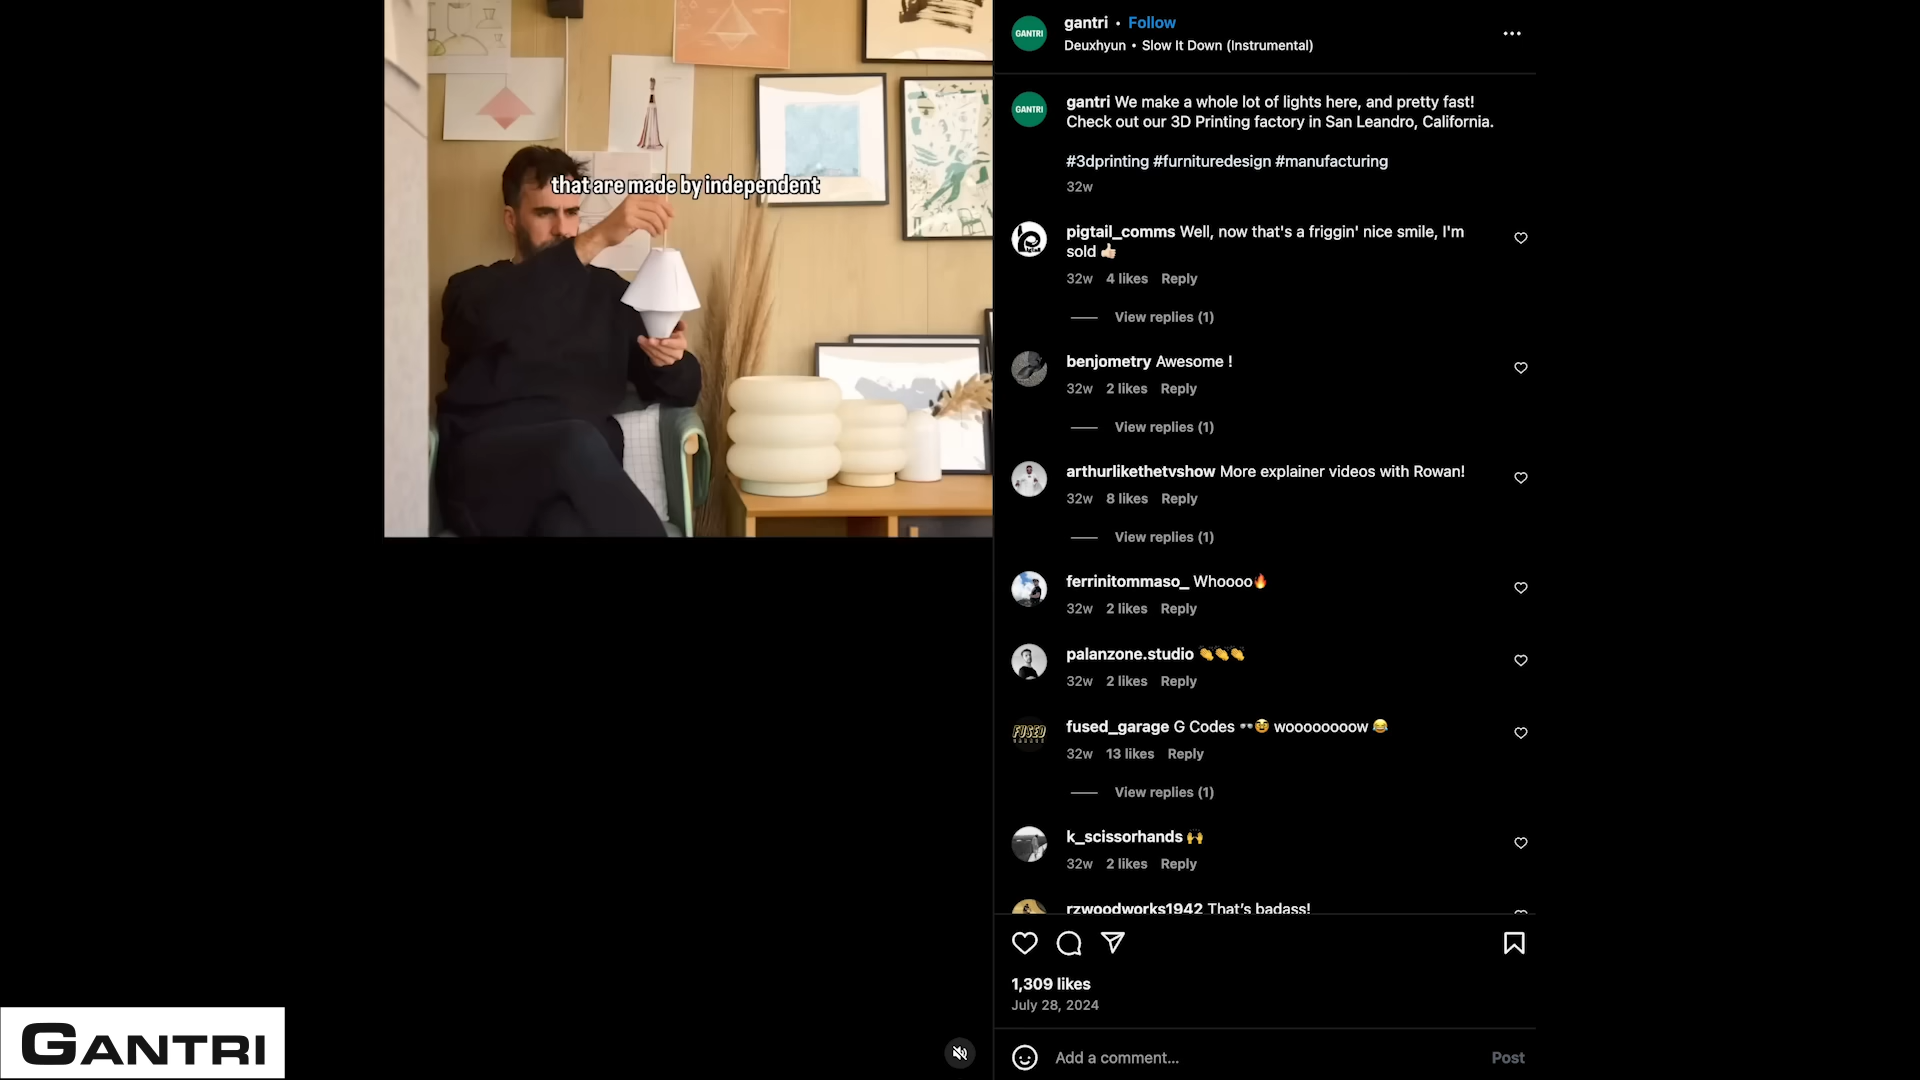 that are made by independent
GANTRI
GANTRI
gantri • Follow
Deuxhyun • Slow It Down (Instrumental)
GANTRI
gantri We make a whole lot of lights here, and pretty fast!
Check out our 3D Printing factory in San Leandro, California.
#3dprinting #furnituredesign #manufacturing
32w
pigtail_comms Well, now that's a friggin' nice smile, I'm
sold 👍🏻
32w 4 likes Reply
View replies (1)
benjometry Awesome !
32w 2 likes Reply
View replies (1)
arthurlikethetvshow More explainer videos with Rowan!
32w 8 likes Reply
View replies (1)
ferrinitommaso_ Whoooo🔥
32w 2 likes Reply
palanzone.studio 👏👏👏
32w 2 likes Reply
FUSED
fused_garage G Codes 🕶️🤠 woooooooow 😂
32w 13 likes Reply
View replies (1)
k_scissorhands 🙌
32w 2 likes Reply
rzwoodworks1942 That's badass!
1,309 likes
July 28, 2024
Add a comment...
Post